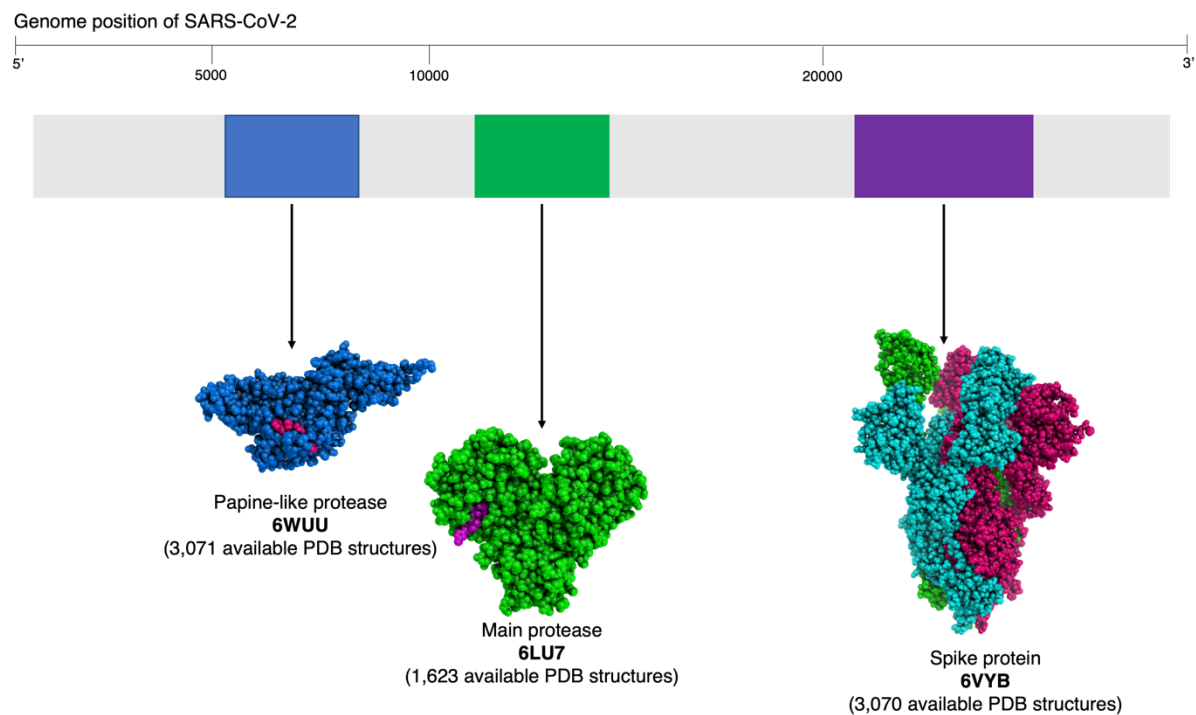 Genome position of SARS-CoV-2
5’
5000
10000
20000
3’
Papine-like protease
6WUU
(3,071 available PDB structures)
Main protease
6LU7
(1,623 available PDB structures)
Spike protein
6VYB
(3,070 available PDB structures)